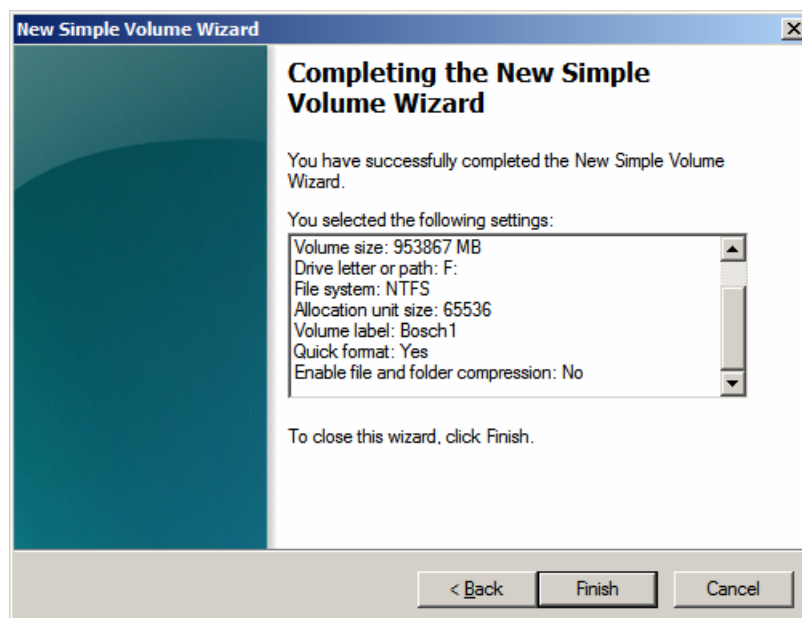 New Simple Volume Wizard
Completing the New Simple
Volume Wizard
You have successfully completed the New Simple Volume
Wizard.
You selected the following settings:
Volume size: 953867 MB
Drive letter or path: F:
File system: NTFS
Allocation unit size: 65536
Volume label: Bosch1
Quick format: Yes
Enable file and folder compression: No
To close this wizard, click Finish.
< Back
Finish
Cancel